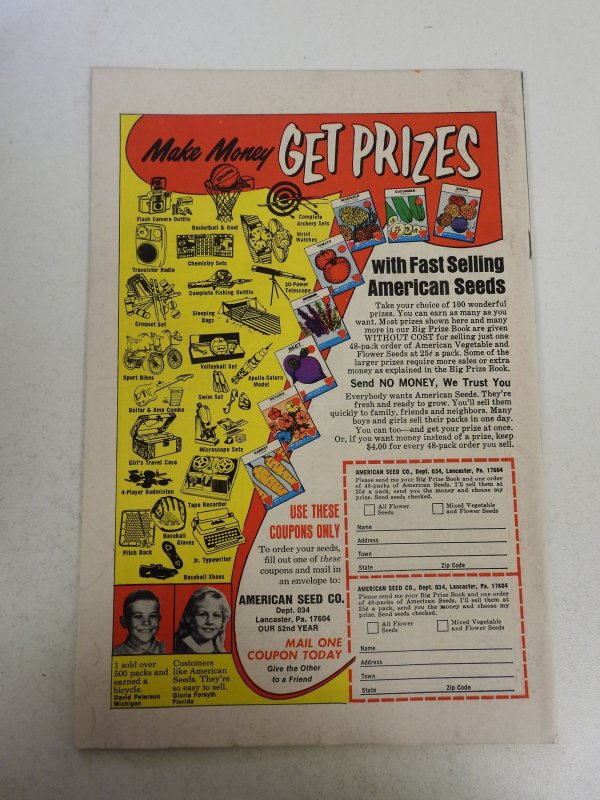 Make Money GET PRIZES
Flash Camera Outfits
Basketball & Goal
Complete
Archery Sets
Wrist
Watches
Transistor Radio
Chemistry Sets
30-Power
Telescope
Complete Fishing Outfits
Croquet Set
Sleeping
Bags
Sport Bikes
Volleyball Set
Apollo-Saturn
Model
Swim Set
Guitar & Amp Combo
Microscope Sets
Girl's Travel Case
4-Player Badminton
Tape Recorder
Pitch Back
Baseball
Gloves
Jr. Typewriter
Baseball Shoes
CUCUMBER
ZINNIA
TOMATO
BEET
PETUNIA
CARROT
with Fast Selling
American Seeds
Take your choice of 100 wonderful
prizes. You can earn as many as you
want. Most prizes shown here and many
more in our Big Prize Book are given
WITHOUT COST for selling just one
48-pack order of American Vegetable and
Flower Seeds at 25¢ a pack. Some of the
larger prizes require more sales or extra
money as explained in the Big Prize Book.
Send NO MONEY, We Trust You
Everybody wants American Seeds. They're
fresh and ready to grow. You'll sell them
quickly to family, friends and neighbors. Many
boys and girls sell their packs in one day.
You can too—and get your prize at once.
Or, if you want money instead of a prize, keep
$4.00 for every 48-pack order you sell.
USE THESE
COUPONS ONLY
To order your seeds,
fill out one of these
coupons and mail in
an envelope to:
AMERICAN SEED CO.
Dept. 034
Lancaster, Pa. 17604
OUR 52nd YEAR
MAIL ONE
COUPON TODAY
Give the Other
to a Friend
I sold over
500 packs and
earned a
bicycle.
David Peterson
Michigan
Customers
like American
Seeds. They're
so easy to sell.
Gloria Forsyth
Florida
AMERICAN SEED CO., Dept. 034, Lancaster, Pa. 17604
Please send me your Big Prize Book and one order
of 48-packs of American Seeds. I'll sell them at
25¢ a pack, send you the money and choose my
prize. Send seeds checked.
All Flower
Seeds
Mixed Vegetable
and Flower Seeds
Name
Address
Town
State Zip Code
AMERICAN SEED CO., Dept. 034, Lancaster, Pa. 17604
Please send me your Big Prize Book and one order
of 48-packs of American Seeds. I'll sell them at
25¢ a pack, send you the money and choose my
prize. Send seeds checked.
All Flower
Seeds
Mixed Vegetable
and Flower Seeds
Name
Address
Town
State Zip Code